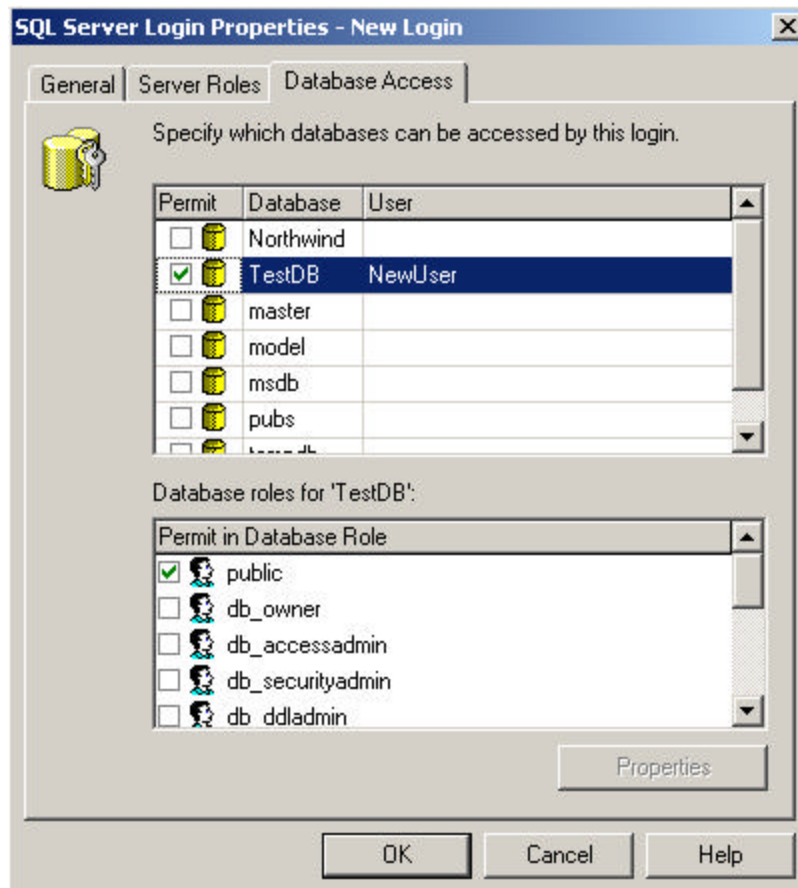 SQL Server Login Properties - New Login
General Server Roles Database Access
Specify which databases can be accessed by this login.
Permit Database User
Northwind
TestDB NewUser
master
model
msdb
pubs
Database roles for 'TestDB':
Permit in Database Role
public
db_owner
db_accessadmin
db_securityadmin
db_ddladmin
Properties
OK Cancel Help